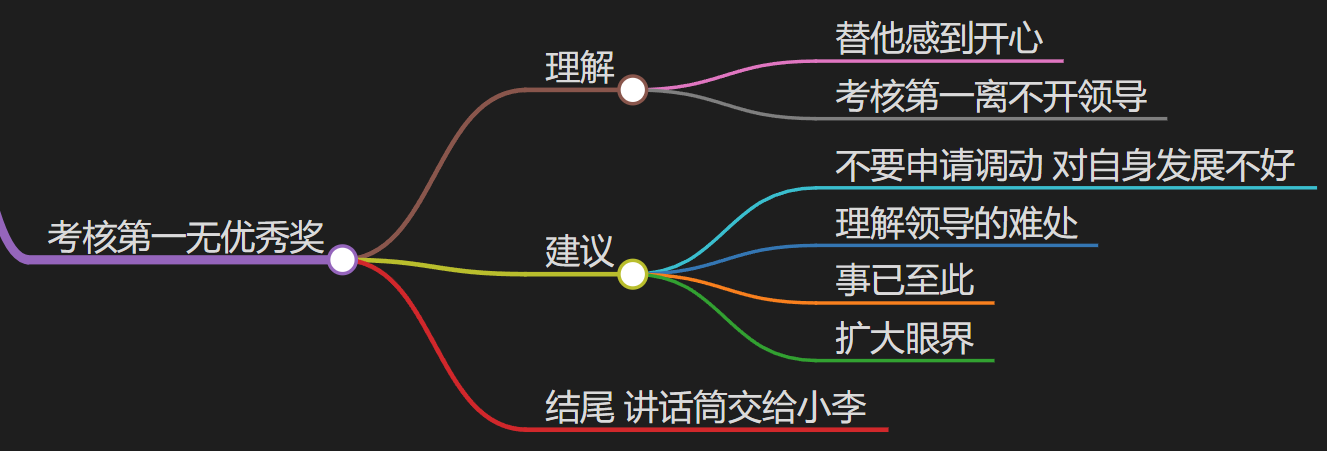 考核第一无优秀奖
理解
替他感到开心
考核第一离不开领导
建议
不要申请调动 对自身发展不好
理解领导的难处
事已至此
扩大眼界
结尾 讲话筒交给小李